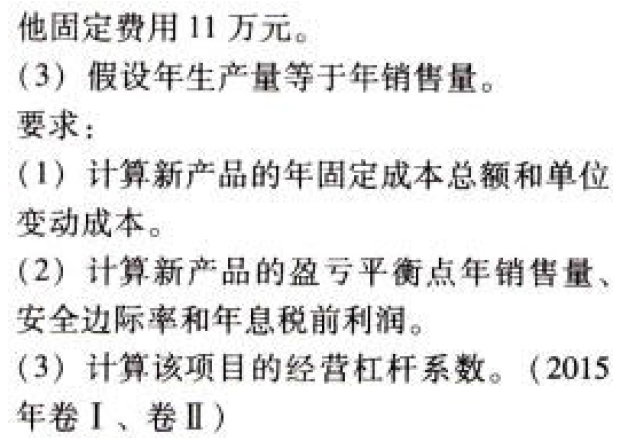 他固定费用 11 万元。
(3) 假设年生产量等于年销售量。
要求：
(1) 计算新产品的年固定成本总额和单位
变动成本。
(2) 计算新产品的盈亏平衡点年销售量、
安全边际率和年息税前利润。
(3) 计算该项目的经营杠杆系数。(2015
年卷Ⅰ、卷Ⅱ)